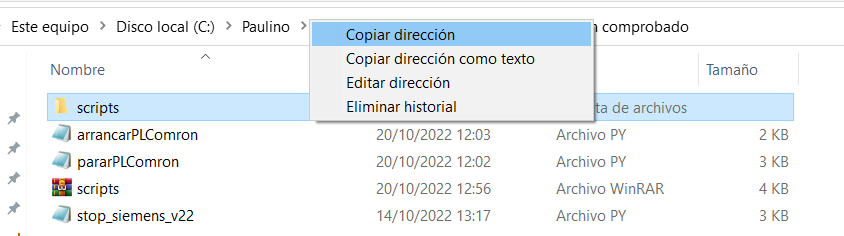 Este equipo > Disco local (C:) > Paulino > comprobado
Copiar dirección
Copiar dirección como texto
Editar dirección
Eliminar historial
Nombre Tamaño
scripts de archivos
arrancarPLComron 20/10/2022 12:03 Archivo PY 2 KB
pararPLComron 20/10/2022 12:02 Archivo PY 3 KB
scripts 20/10/2022 12:56 Archivo WinRAR 4 KB
stop_siemens_v22 14/10/2022 13:17 Archivo PY 3 KB